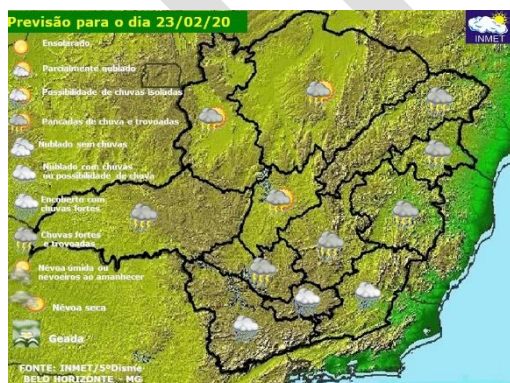 Previsão para o dia 23/02/20
INMET
Ensolarado
Parcialmente nublado
Possibilidade de chuvas isoladas
Pancadas de chuva e trovoadas
Nublado sem chuvas
Nublado com chuvas
ou possibilidade de chuva
Encoberto com
chuvas fortes
Chuvas fortes
e trovoadas
Névoa úmida ou
nevoeiros ao amanhecer
Névoa seca
Geada
FONTE: INMET/5ºDisme
BELO HORIZONTE - MG